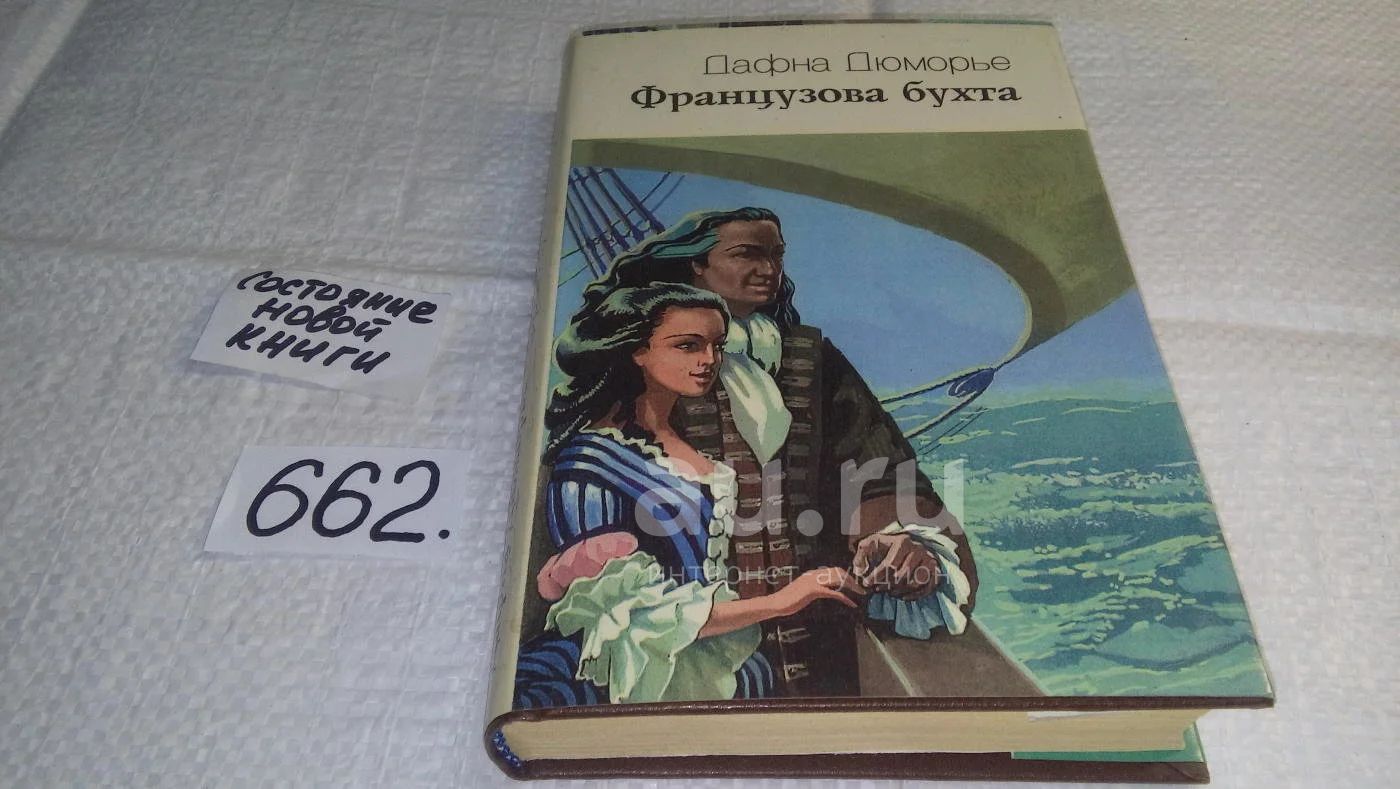 Дафна Дюморье
Французова бухта
состояние
новой
книги
662.
au.ru
интернет аукцион